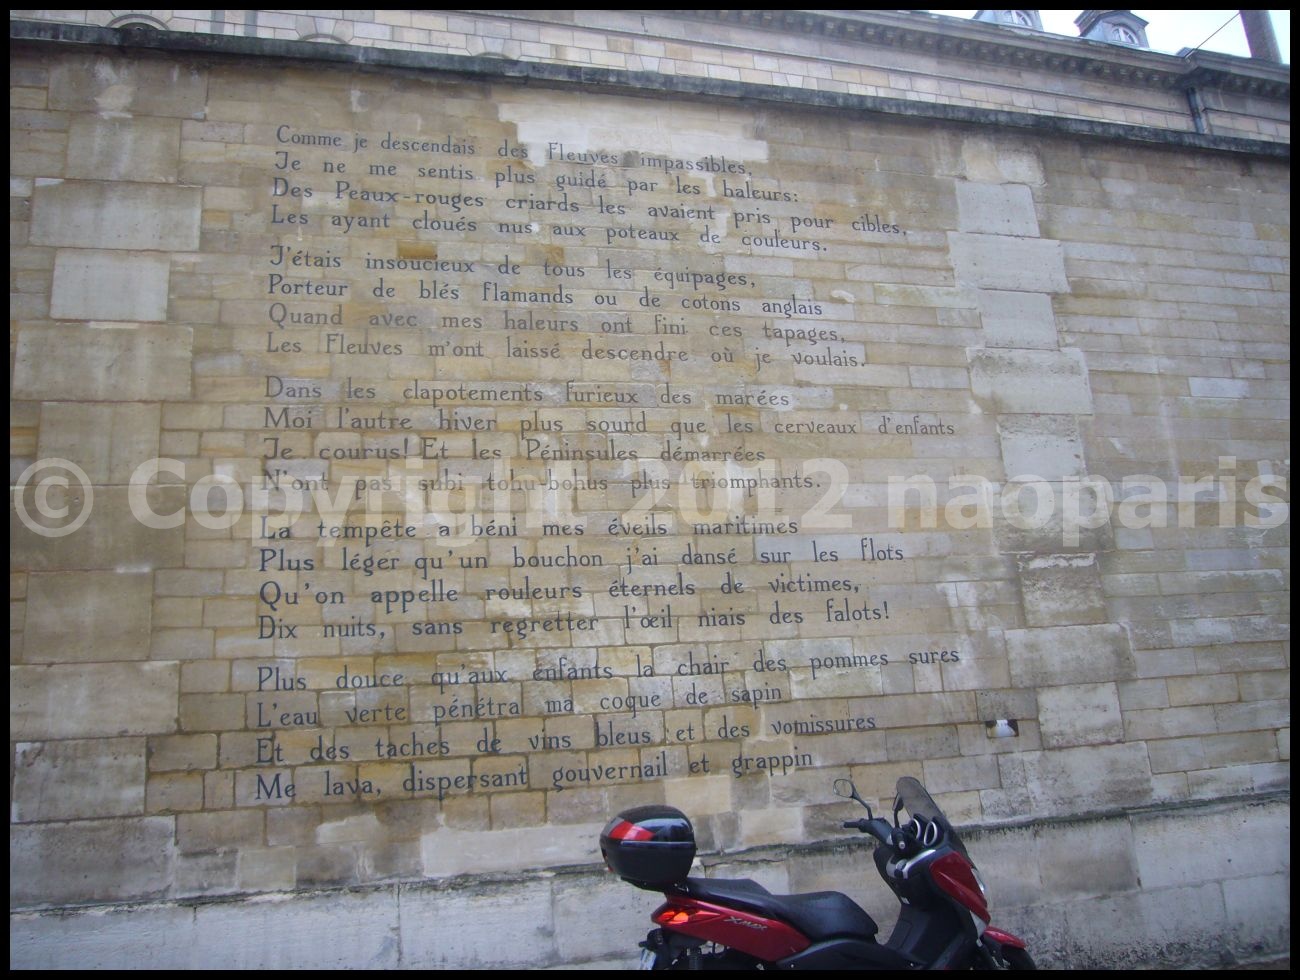 Comme je descendais des Fleuves impassibles,
Je ne me sentis plus guidé par les haleurs:
Des Peaux-rouges criards les avaient pris pour cibles,
Les ayant cloués nus aux poteaux de couleurs.
J'étais insoucieux de tous les équipages,
Porteur de blés flamands ou de cotons anglais
Quand avec mes haleurs ont fini ces tapages,
Les Fleuves m'ont laissé descendre où je voulais.
Dans les clapotements furieux des marées
Moi l'autre hiver plus sourd que les cerveaux d'enfants
Je courus! Et les Péninsules démarrées
N'ont pas subi tohu-bohus plus triomphants.
La tempête a béni mes éveils maritimes
Plus léger qu'un bouchon j'ai dansé sur les flots
Qu'on appelle rouleurs éternels de victimes,
Dix nuits, sans regretter l'œil niais des falots!
Plus douce qu'aux enfants la chair des pommes sures
L'eau verte pénétra ma coque de sapin
Et des taches de vins bleus et des vomissures
Me lava, dispersant gouvernail et grappin
© Copyright 2012 naoparis
XMAX